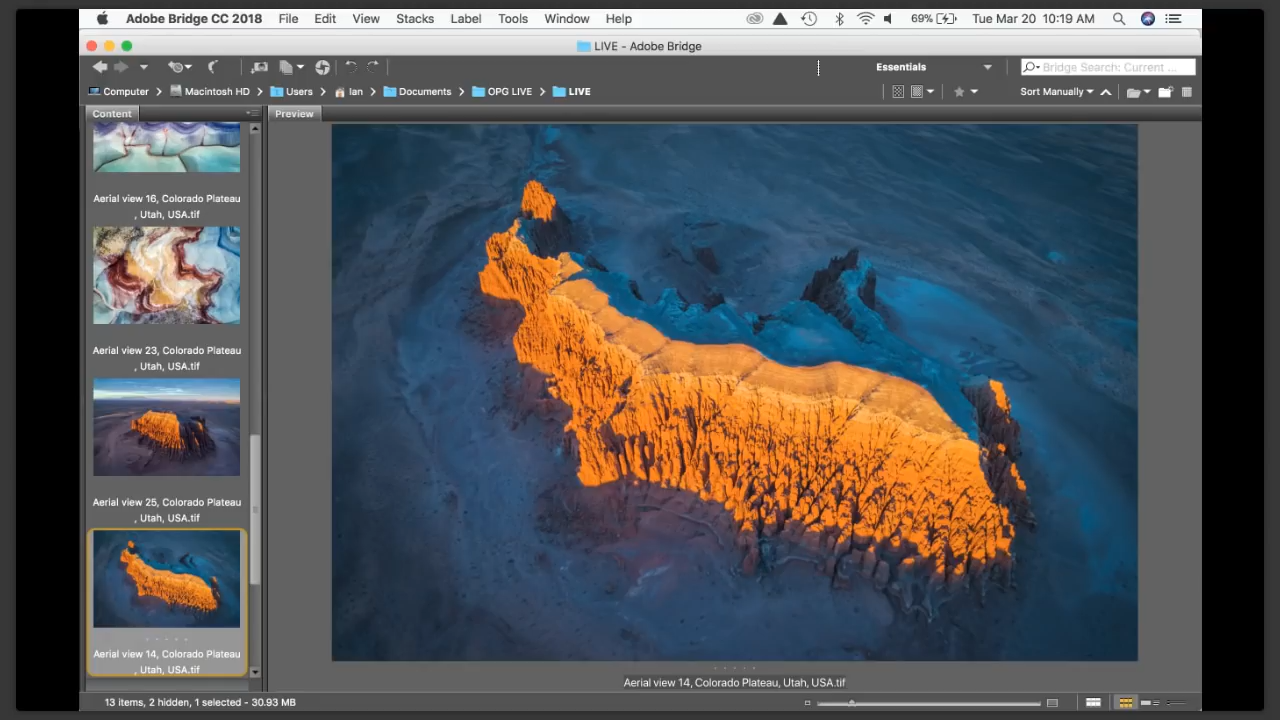 Adobe Bridge CC 2018 File Edit View Stacks Label Tools Window Help 69% Tue Mar 20 10:19 AM
LIVE - Adobe Bridge
Essentials Bridge Search: Current ...
Computer Macintosh HD Users Ian Documents OPG LIVE LIVE Sort Manually
Content Preview
Aerial view 16, Colorado Plateau
, Utah, USA.tif
Aerial view 23, Colorado Plateau
, Utah, USA.tif
Aerial view 25, Colorado Plateau
, Utah, USA.tif
Aerial view 14, Colorado Plateau
, Utah, USA.tif
Aerial view 14, Colorado Plateau, Utah, USA.tif
13 items, 2 hidden, 1 selected - 30.93 MB